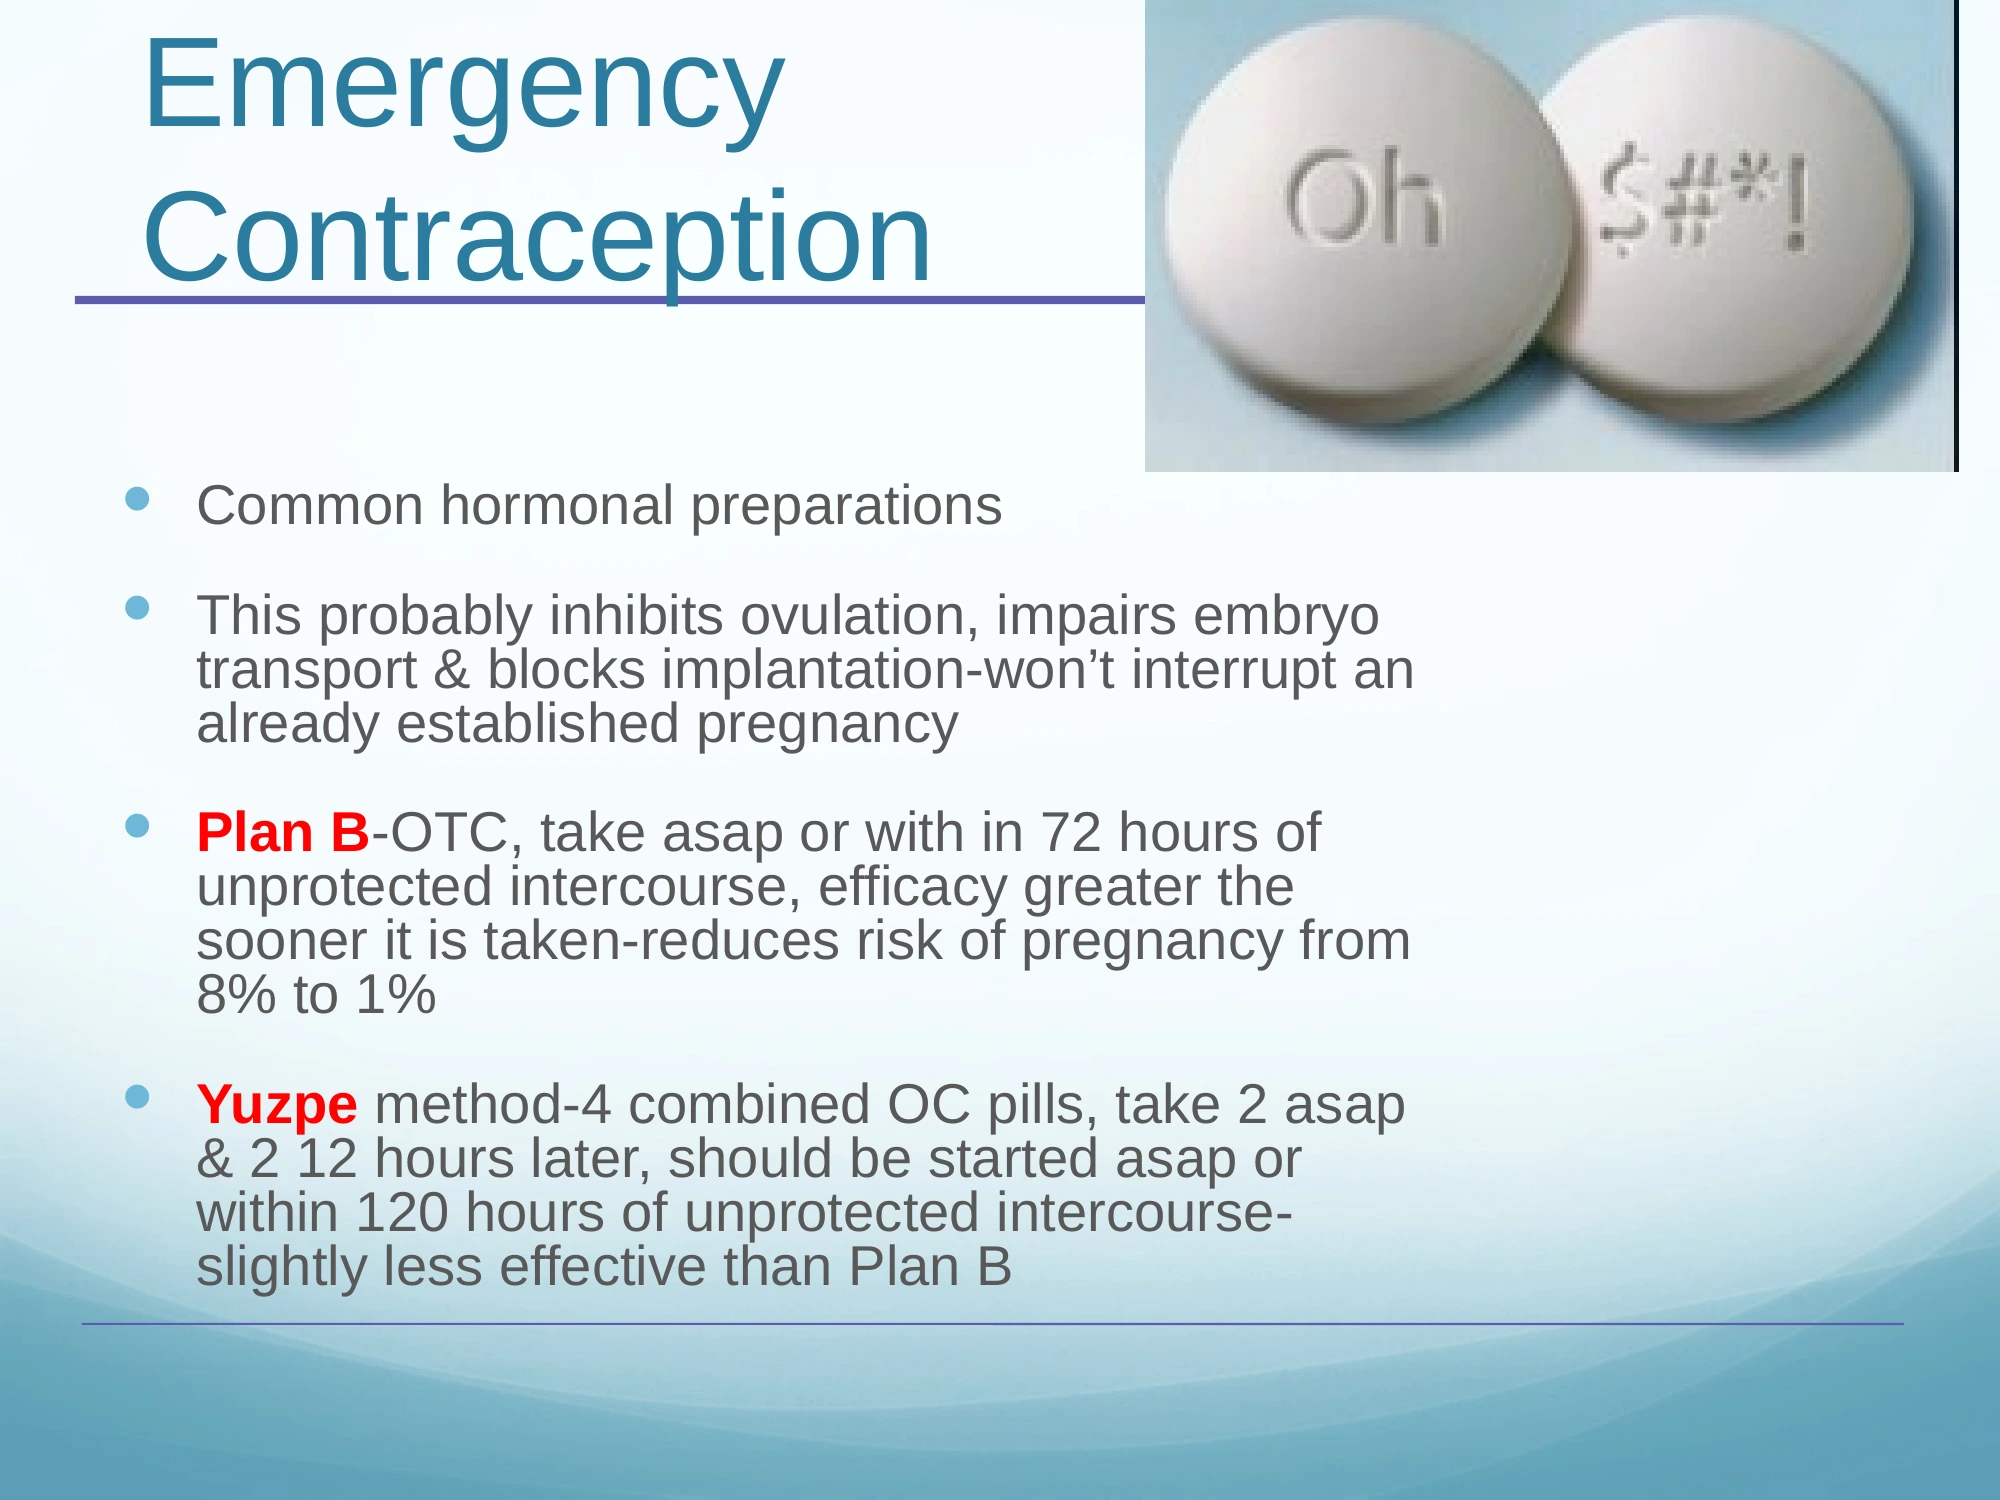 Emergency
Contraception
Oh $#*!
• Common hormonal preparations
• This probably inhibits ovulation, impairs embryo
transport & blocks implantation-won’t interrupt an
already established pregnancy
• Plan B-OTC, take asap or with in 72 hours of
unprotected intercourse, efficacy greater the
sooner it is taken-reduces risk of pregnancy from
8% to 1%
• Yuzpe method-4 combined OC pills, take 2 asap
& 2 12 hours later, should be started asap or
within 120 hours of unprotected intercourse-
slightly less effective than Plan B